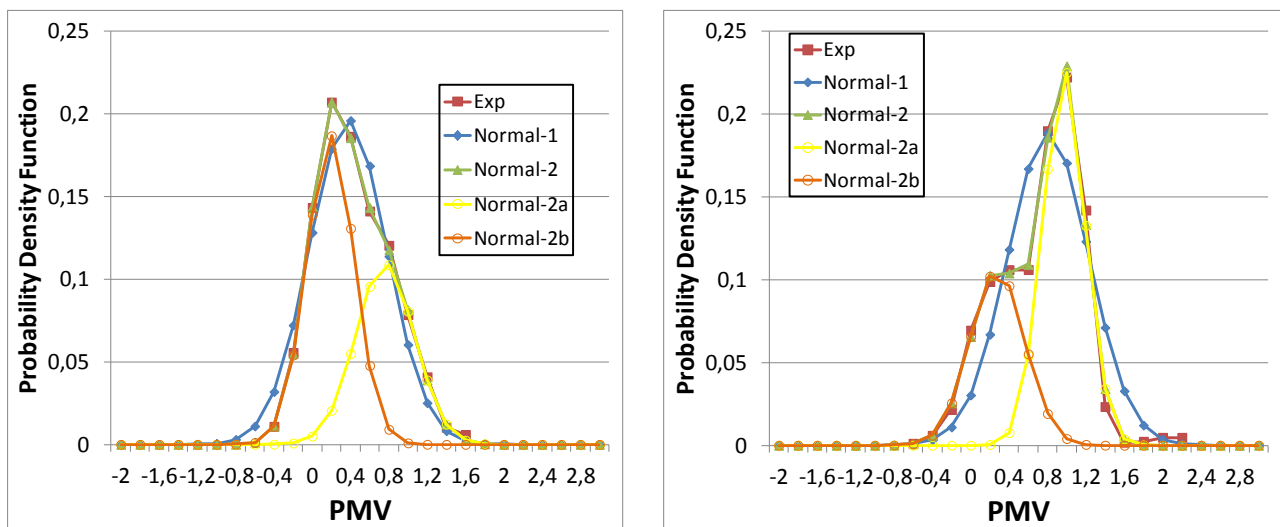 0,25
0,2
0,15
0,1
0,05
0
Probability Density Function
-2 -1,6 -1,2 -0,8 -0,4 0 0,4 0,8 1,2 1,6 2 2,4 2,8
PMV
Exp
Normal-1
Normal-2
Normal-2a
Normal-2b
0,25
0,2
0,15
0,1
0,05
0
Probability Density Function
-2 -1,6 -1,2 -0,8 -0,4 0 0,4 0,8 1,2 1,6 2 2,4 2,8
PMV
Exp
Normal-1
Normal-2
Normal-2a
Normal-2b